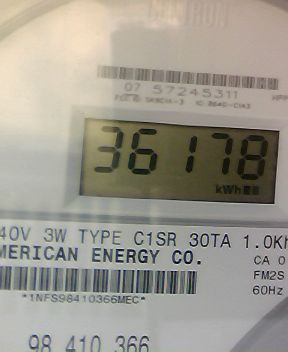 07 57245311
36178
kWh
40V 3W TYPE C1SR 30TA 1.0Kh
MERICAN ENERGY CO.
CA 0
FM2S
60Hz
*1NFS98410366MEC*
98 410 366